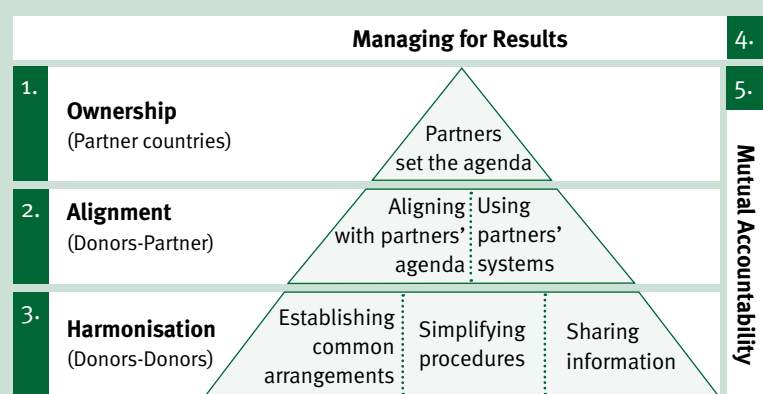 Managing for Results
4.
1.
Ownership
(Partner countries)
Partners
set the agenda
5.
Mutual Accountability
2.
Alignment
(Donors-Partner)
Aligning
with partners’
agenda
Using
partners’
systems
3.
Harmonisation
(Donors-Donors)
Establishing
common
arrangements
Simplifying
procedures
Sharing
information